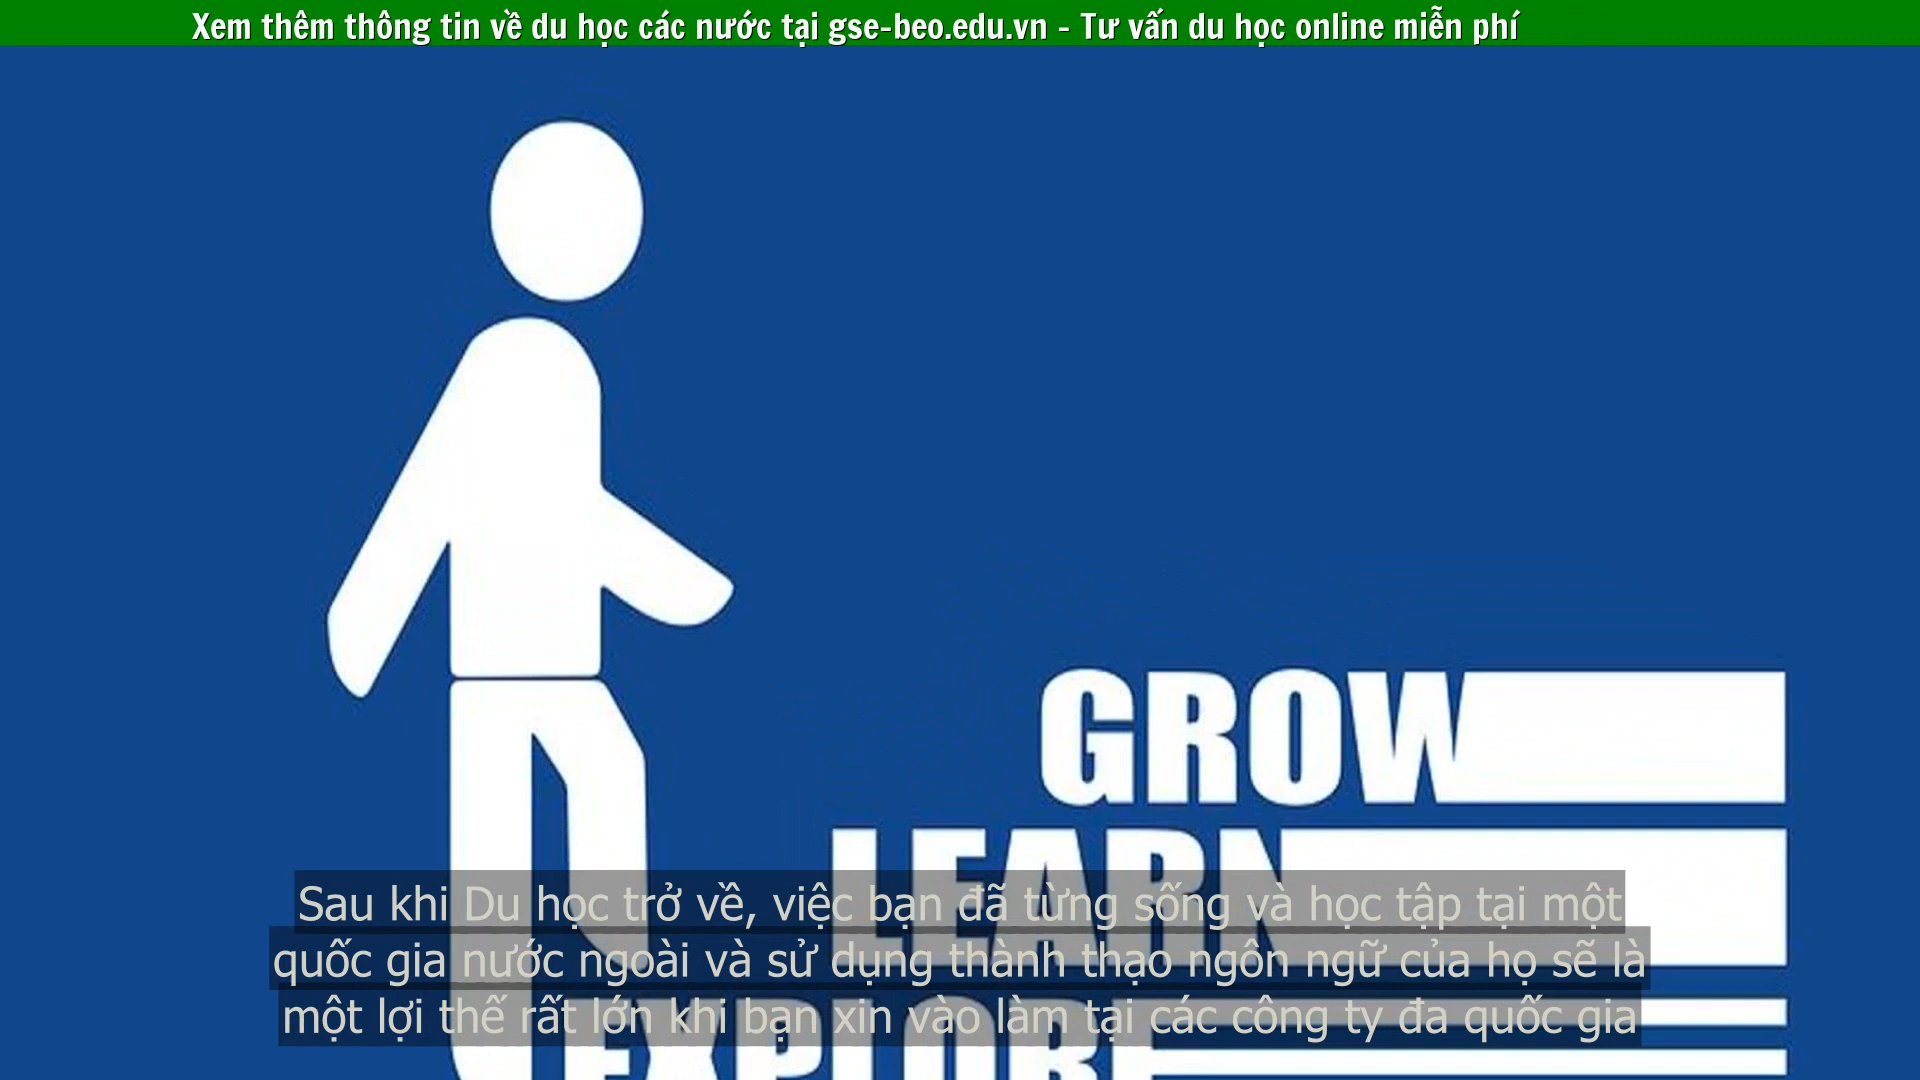 Xem thêm thông tin về du học các nước tại gse-beo.edu.vn - Tư vấn du học online miễn phí
GROW
LEARN
EXPLORE
Sau khi Du học trở về, việc bạn đã từng sống và học tập tại một
quốc gia nước ngoài và sử dụng thành thạo ngôn ngữ của họ sẽ là
một lợi thế rất lớn khi bạn xin vào làm tại các công ty đa quốc gia